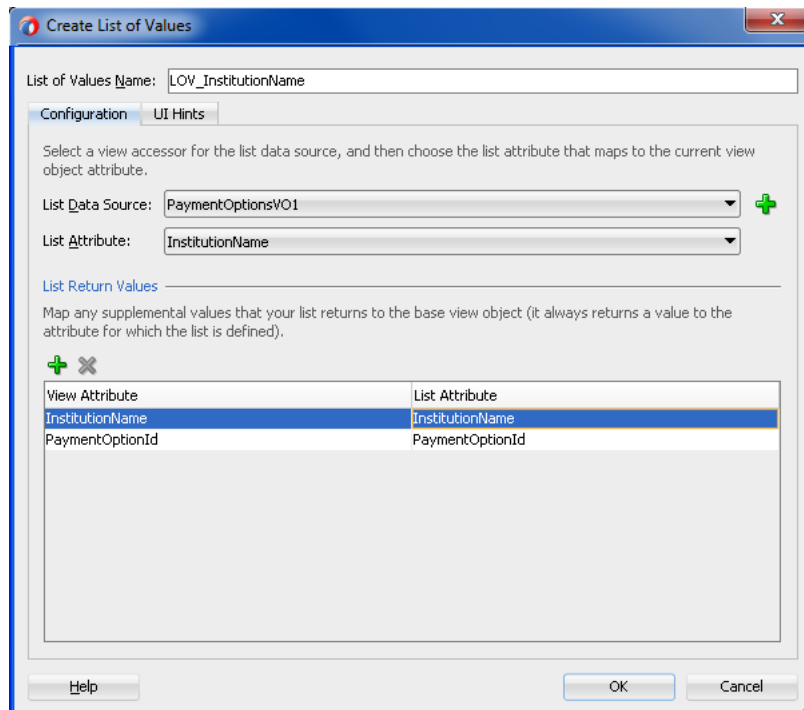 Create List of Values
List of Values Name: LOV_InstitutionName
Configuration UI Hints
Select a view accessor for the list data source, and then choose the list attribute that maps to the current view
object attribute.
List Data Source: PaymentOptionsVO1
List Attribute: InstitutionName
List Return Values
Map any supplemental values that your list returns to the base view object (it always returns a value to the
attribute for which the list is defined).
View Attribute List Attribute
InstitutionName InstitutionName
PaymentOptionId PaymentOptionId
Help OK Cancel